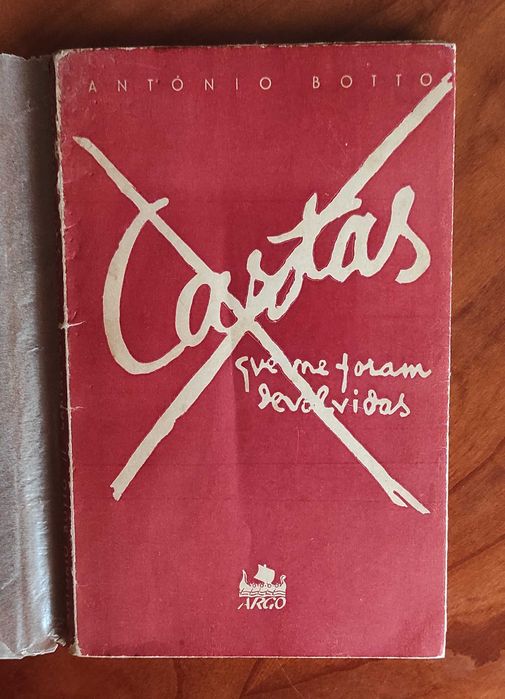 ANTÓNIO BOTTO
Cartas
que me foram
devolvidas
ARGO